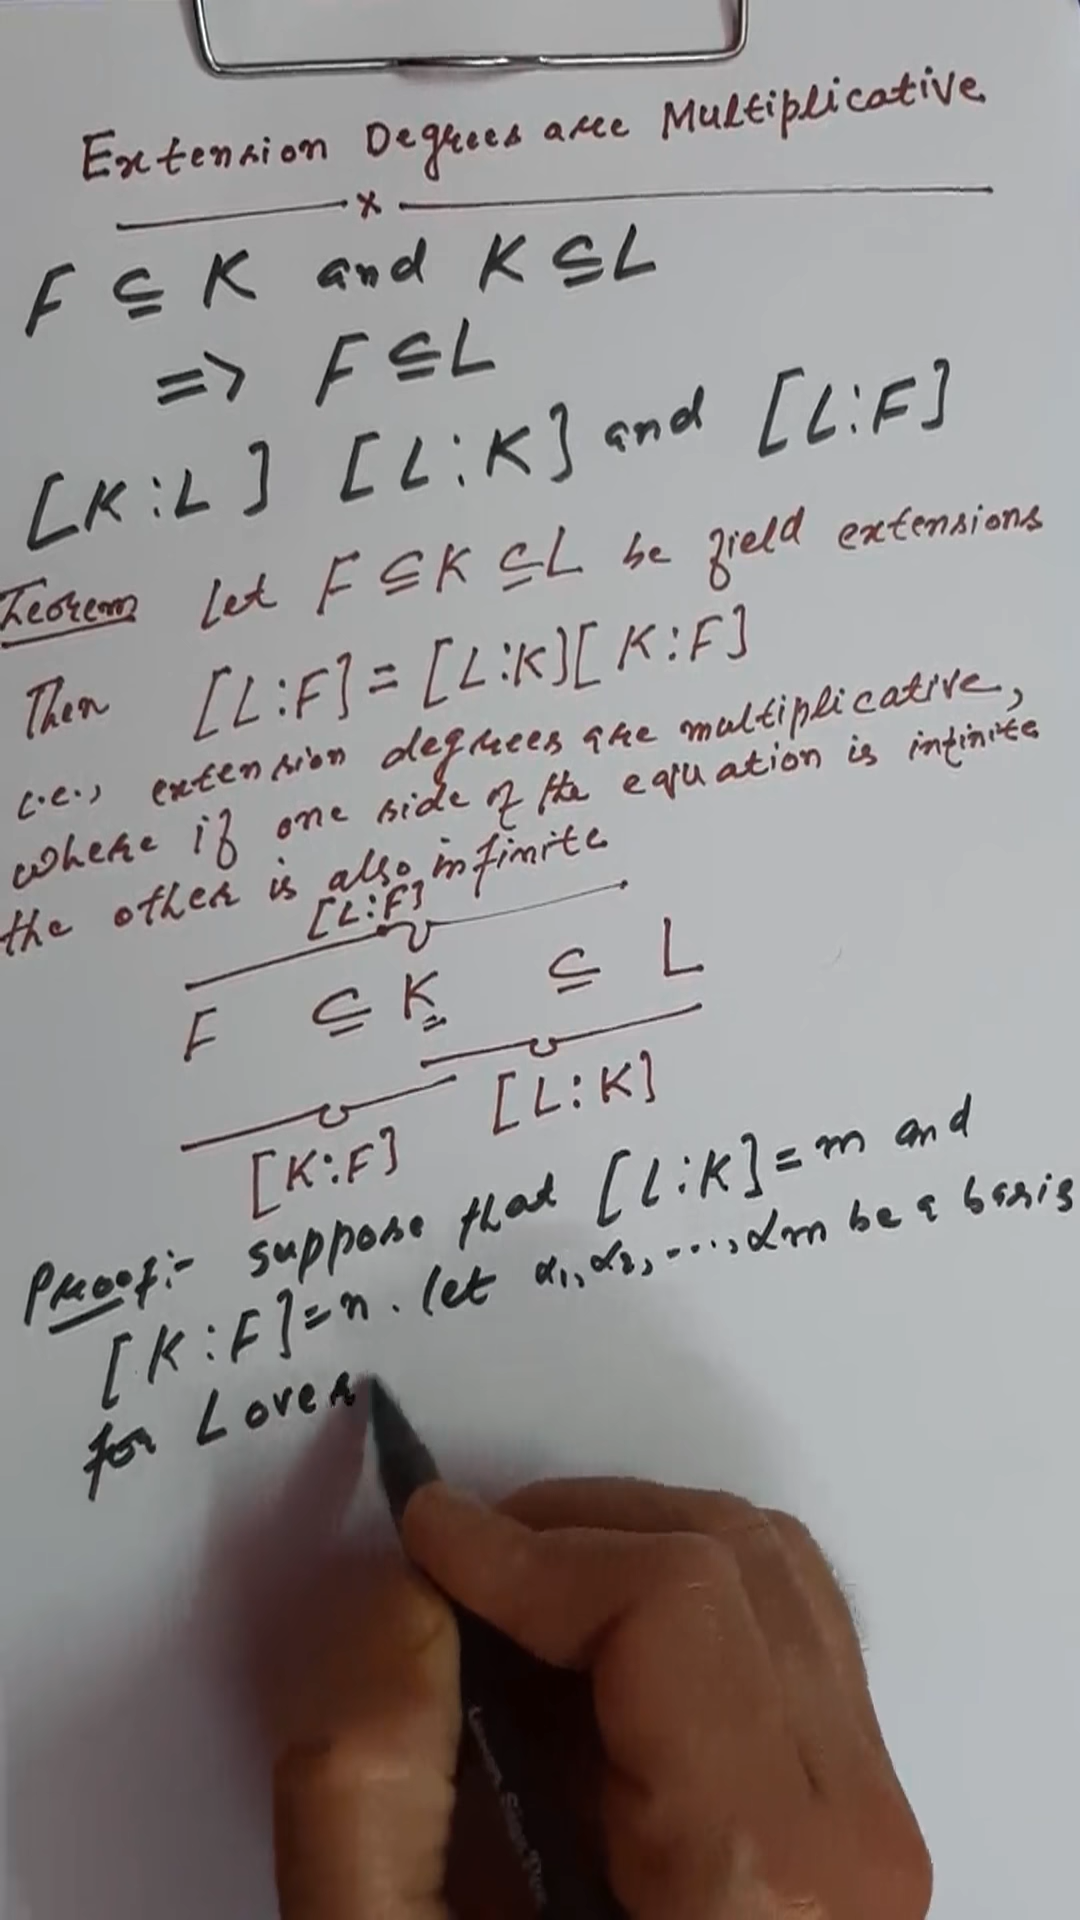 Extension Degrees are Multiplicative
x
F ⊆ K and K ⊆ L
=> F ⊆ L
[K:L] [L:K] and [L:F]
Theorem Let F ⊆ K ⊆ L be field extensions
Then [L:F] = [L:K][K:F]
i.e., extension degrees are multiplicative,
where if one side of the equation is infinite
the other is also infinite
[L:F]
F ⊆ K ⊆ L
[L:K]
[K:F]
Proof:- suppose that [L:K] = m and
[K:F] = n. let α1, α2, ..., αm be a basis
for L over